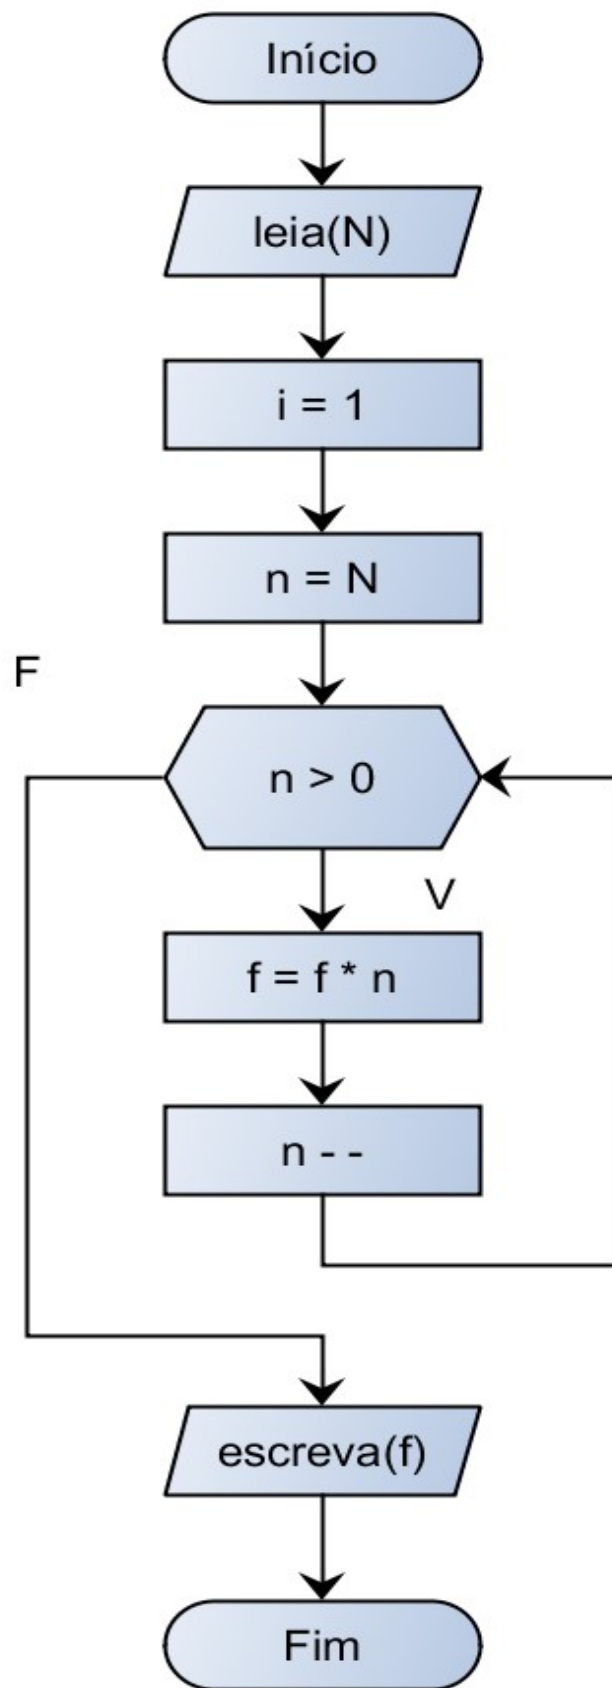 Início
leia(N)
i = 1
n = N
F
n > 0
V
f = f * n
n - -
escreva(f)
Fim